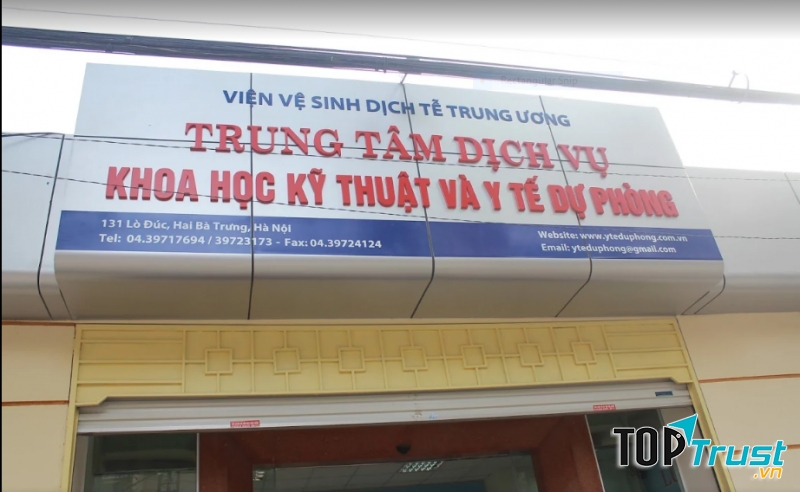 VIỆN VỆ SINH DỊCH TỄ TRUNG ƯƠNG
TRUNG TÂM DỊCH VỤ
KHOA HỌC KỸ THUẬT VÀ Y TẾ DỰ PHÒNG
131 Lò Đúc, Hai Bà Trưng, Hà Nội
Tel: 04.39717694 / 39723173 - Fax: 04.39724124
Website: www.yteduphong.com.vn
Email: yteduphong@gmail.com
TOPTrust.vn